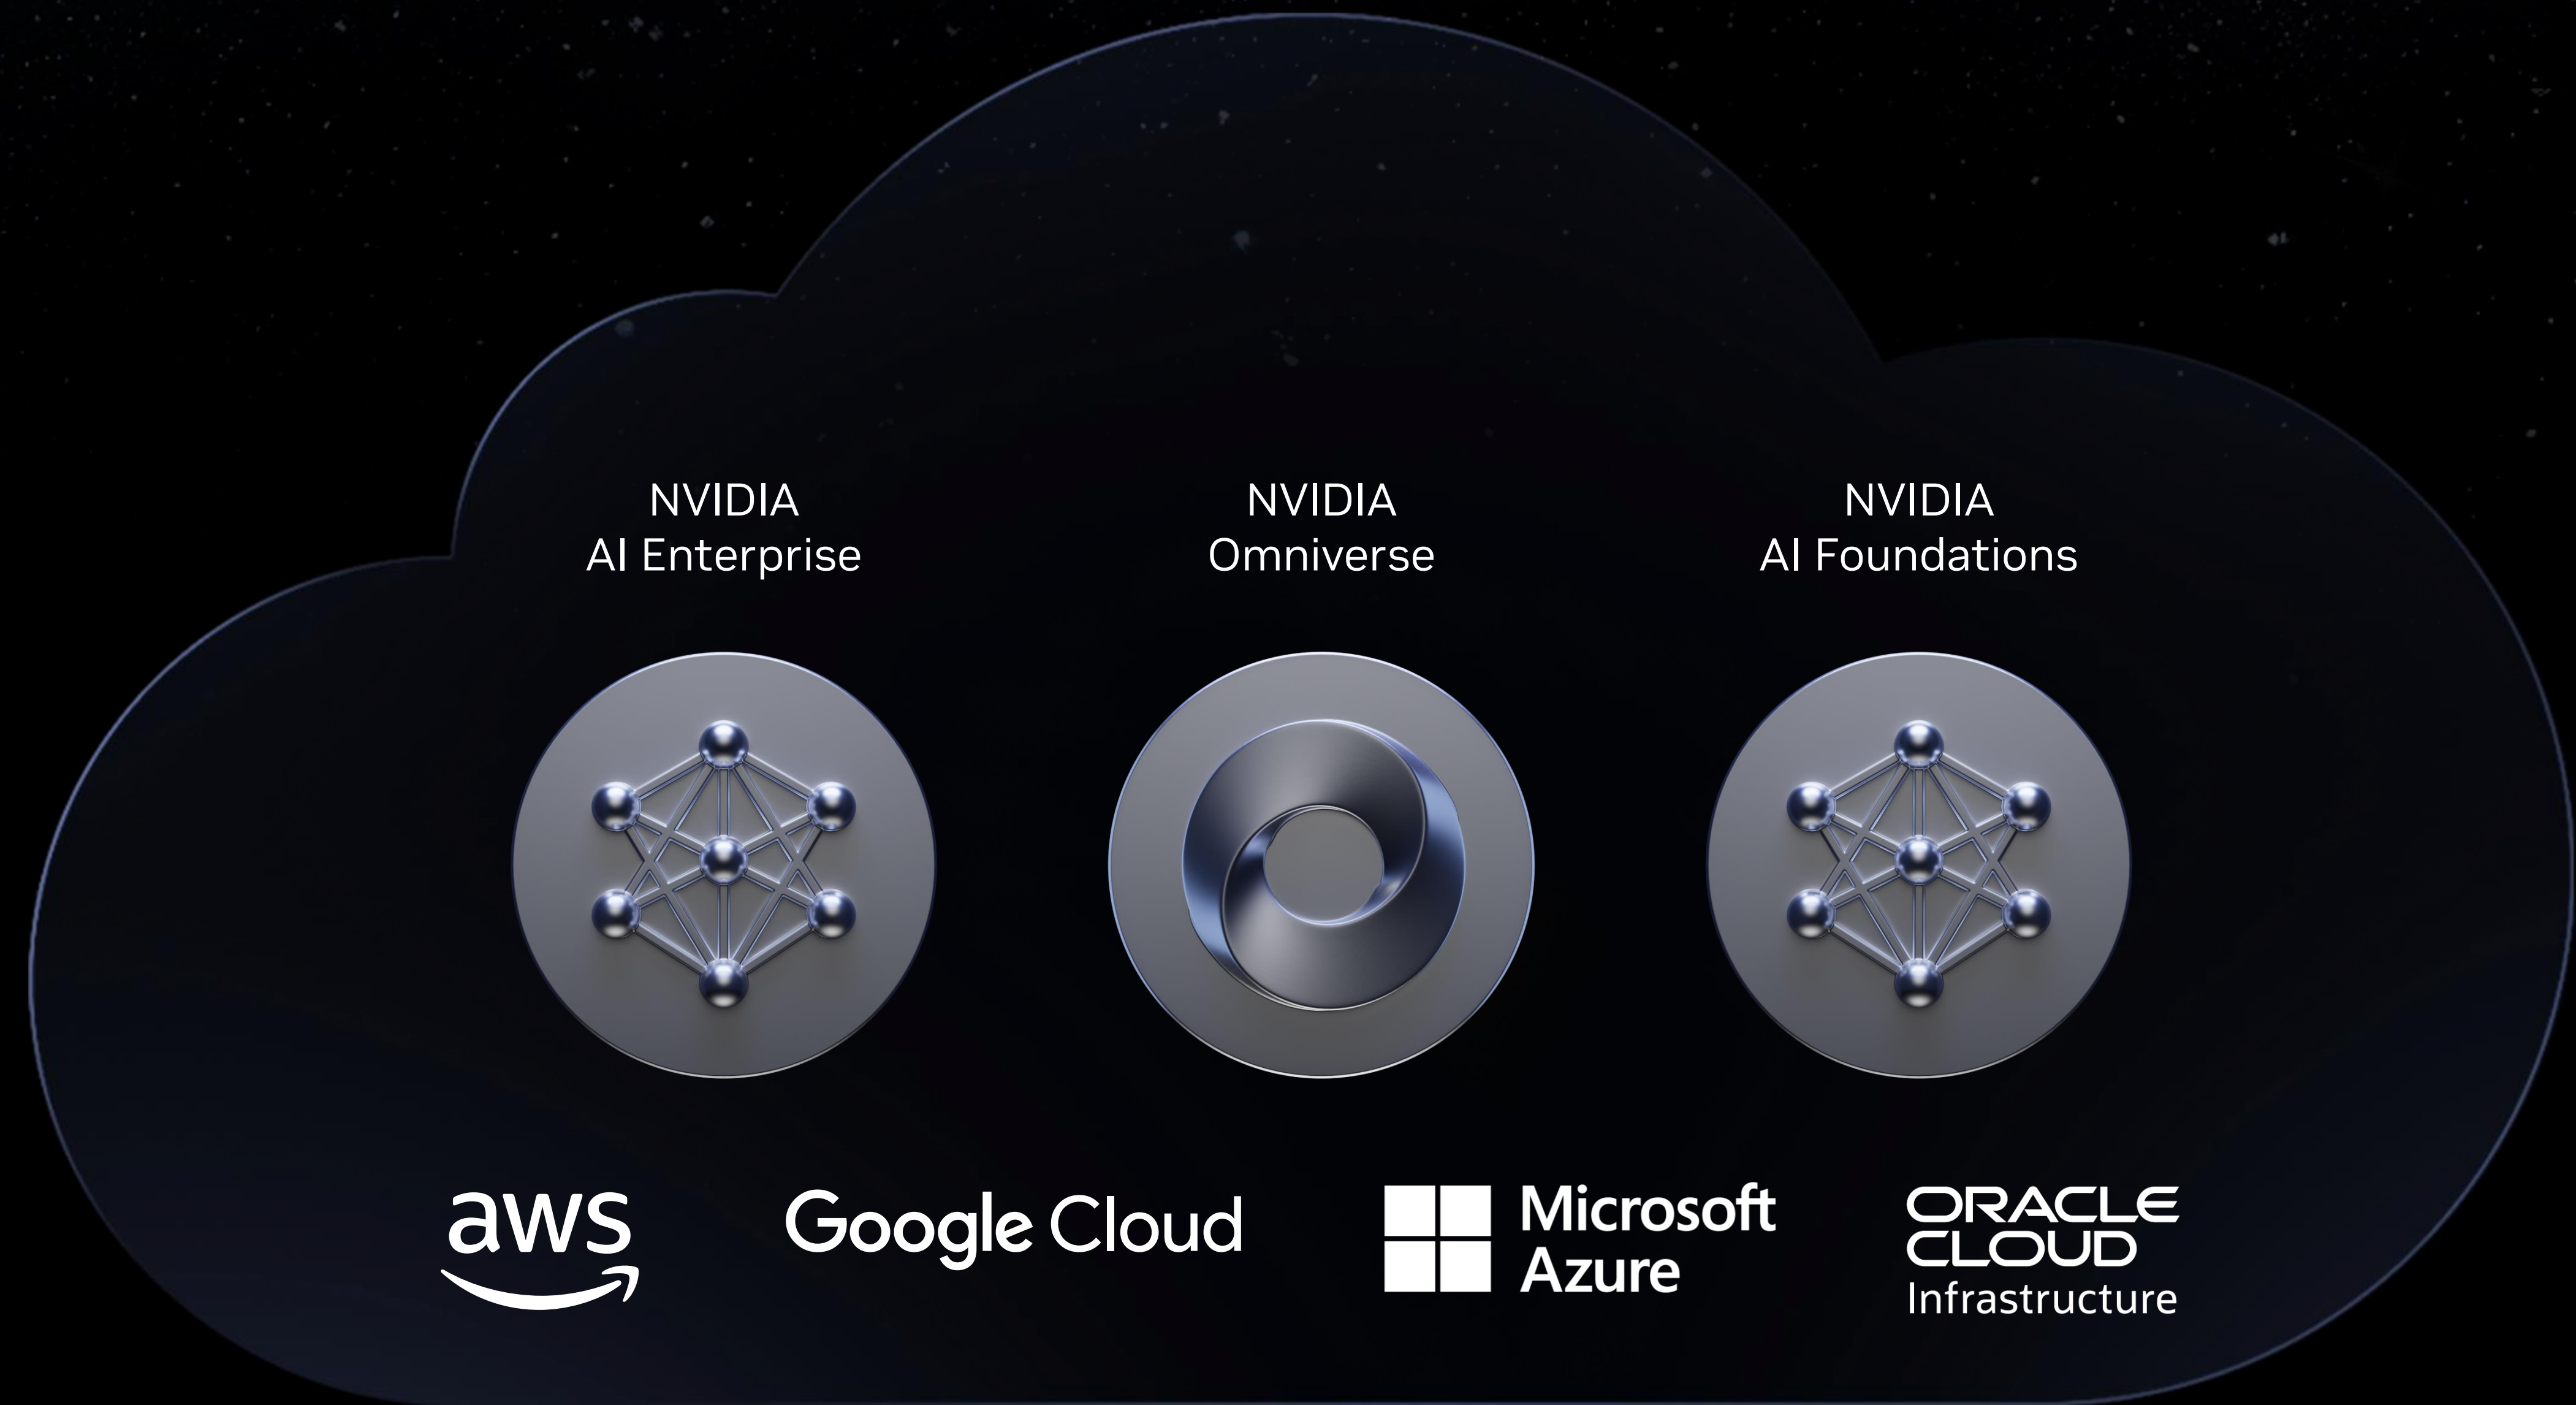 NVIDIA
AI Enterprise
NVIDIA
Omniverse
NVIDIA
AI Foundations
aws
Google Cloud
Microsoft
Azure
ORACLE
CLOUD
Infrastructure